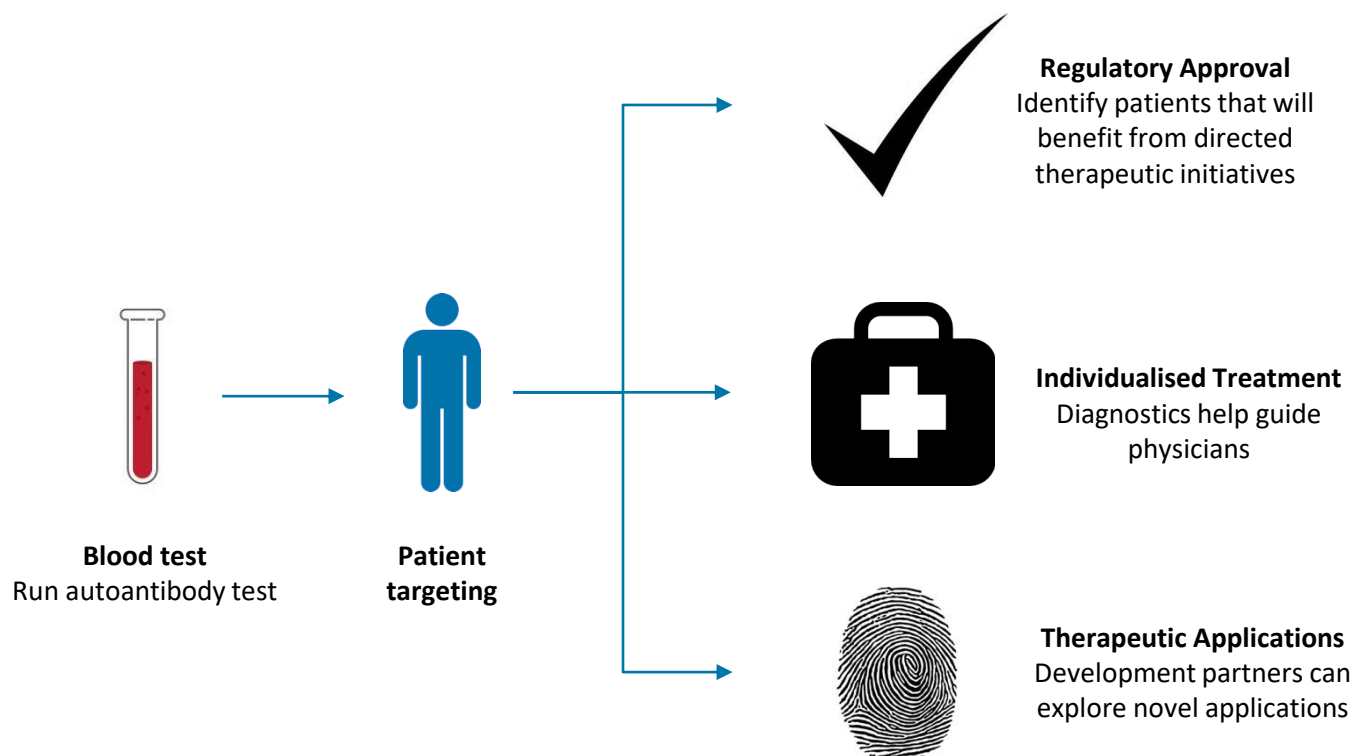 Regulatory Approval
Identify patients that will
benefit from directed
therapeutic initiatives
Blood test
Run autoantibody test
Patient
targeting
Individualised Treatment
Diagnostics help guide
physicians
Therapeutic Applications
Development partners can
explore novel applications